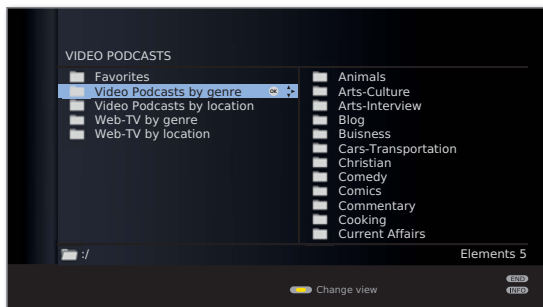 VIDEO PODCASTS
Favorites
Video Podcasts by genre OK
Video Podcasts by location
Web-TV by genre
Web-TV by location
Animals
Arts-Culture
Arts-Interview
Blog
Buisness
Cars-Transportation
Christian
Comedy
Comics
Commentary
Cooking
Current Affairs
:/
Elements 5
Change view
END
INFO